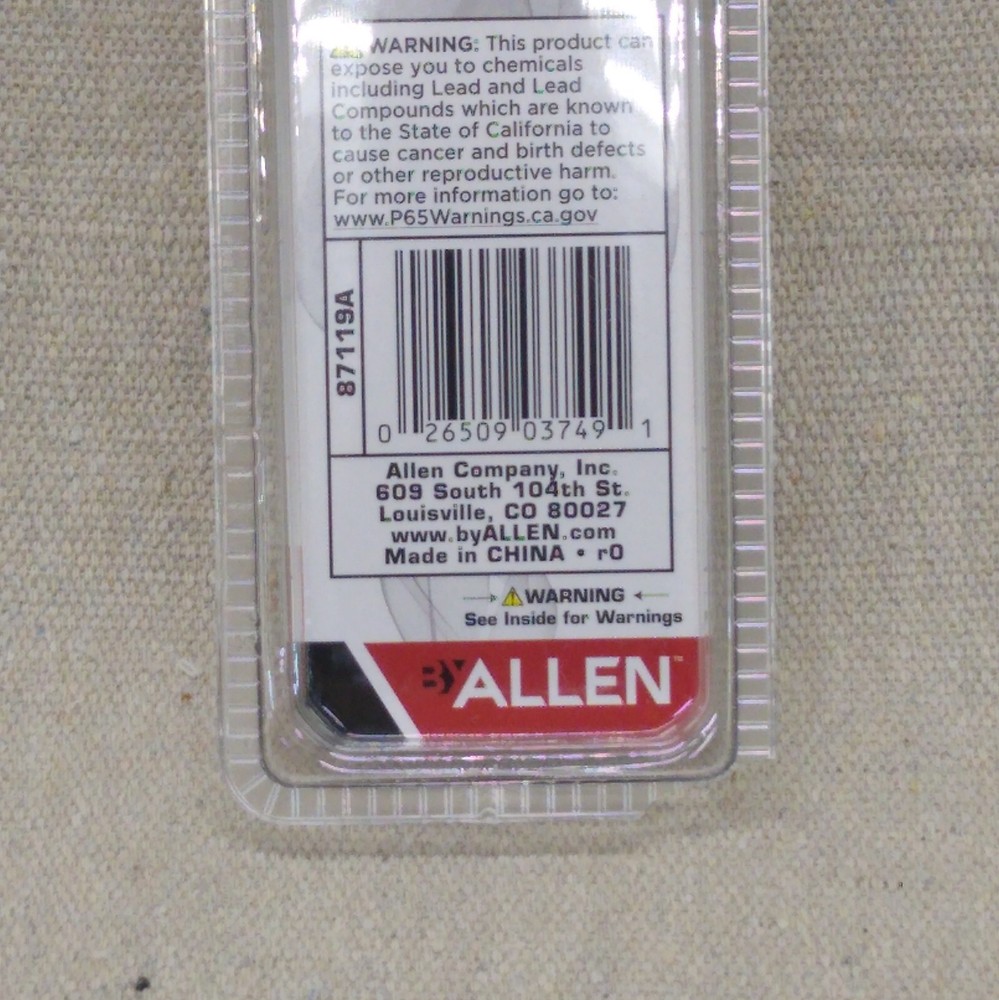 WARNING: This product can
expose you to chemicals
including Lead and Lead
Compounds which are known
to the State of California to
cause cancer and birth defects
or other reproductive harm.
For more information go to:
www.P65Warnings.ca.gov
87119A
0 26509 03749 1
Allen Company, Inc.
609 South 104th St.
Louisville, CO 80027
www.byALLEN.com
Made in CHINA • r0
WARNING
See Inside for Warnings
BY ALLEN™